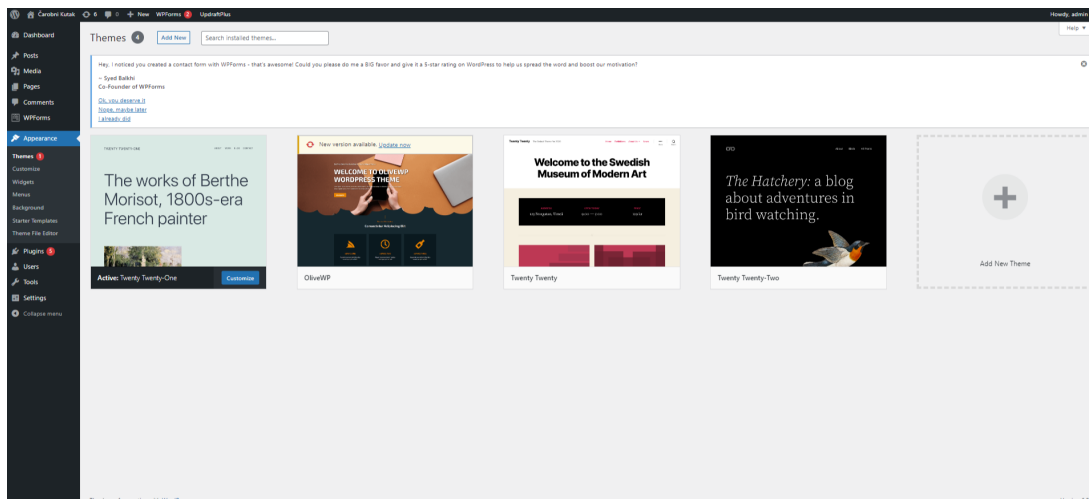 Čarobni Kutak 6 0 + New WPForms 2 UpdraftPlus
Howdy, admin
Dashboard
Posts
Media
Pages
Comments
WPForms
Appearance
Themes 1
Customize
Widgets
Menus
Background
Starter Templates
Theme File Editor
Plugins 5
Users
Tools
Settings
Collapse menu
Themes 4 Add New Search installed themes...
Help
Hey, I noticed you created a contact form with WPForms - that's awesome! Could you please do me a BIG favor and give it a 5-star rating on WordPress to help us spread the word and boost our motivation?
~ Syed Balkhi
Co-Founder of WPForms
Ok, you deserve it
Nope, maybe later
I already did
TWENTY TWENTY-ONE
The works of Berthe
Morisot, 1800s-era
French painter
Active: Twenty Twenty-One Customize
New version available. Update now
WELCOME TO OLIVEWP
WORDPRESS THEME
OliveWP
Twenty Twenty
Welcome to the Swedish
Museum of Modern Art
Twenty Twenty
The Hatchery: a blog
about adventures in
bird watching.
Twenty Twenty-Two
Add New Theme